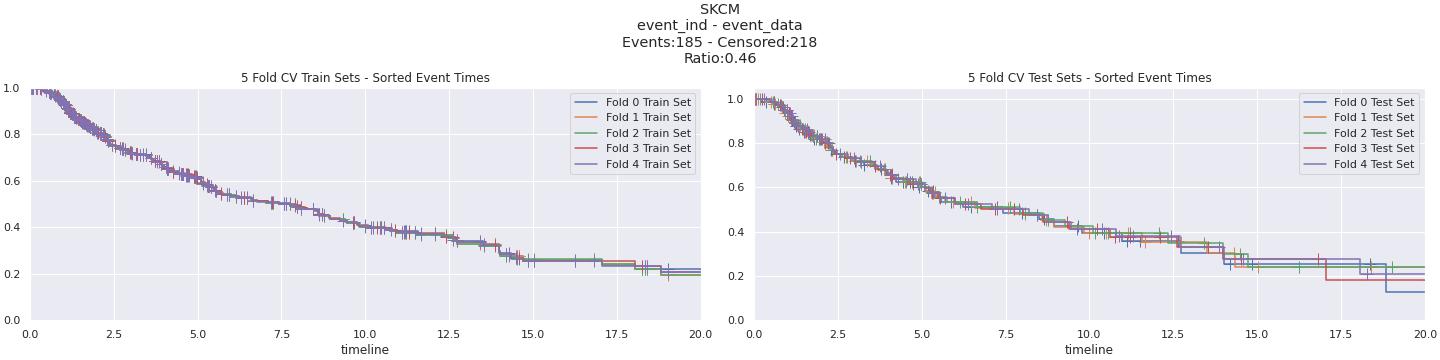 SKCM
event_ind - event_data
Events:185 - Censored:218
Ratio:0.46
5 Fold CV Train Sets - Sorted Event Times
1.0
0.8
0.6
0.4
0.2
0.0
Fold 0 Train Set
Fold 1 Train Set
Fold 2 Train Set
Fold 3 Train Set
Fold 4 Train Set
0.0 2.5 5.0 7.5 10.0 12.5 15.0 17.5 20.0
timeline
5 Fold CV Test Sets - Sorted Event Times
1.0
0.8
0.6
0.4
0.2
0.0
Fold 0 Test Set
Fold 1 Test Set
Fold 2 Test Set
Fold 3 Test Set
Fold 4 Test Set
0.0 2.5 5.0 7.5 10.0 12.5 15.0 17.5 20.0
timeline